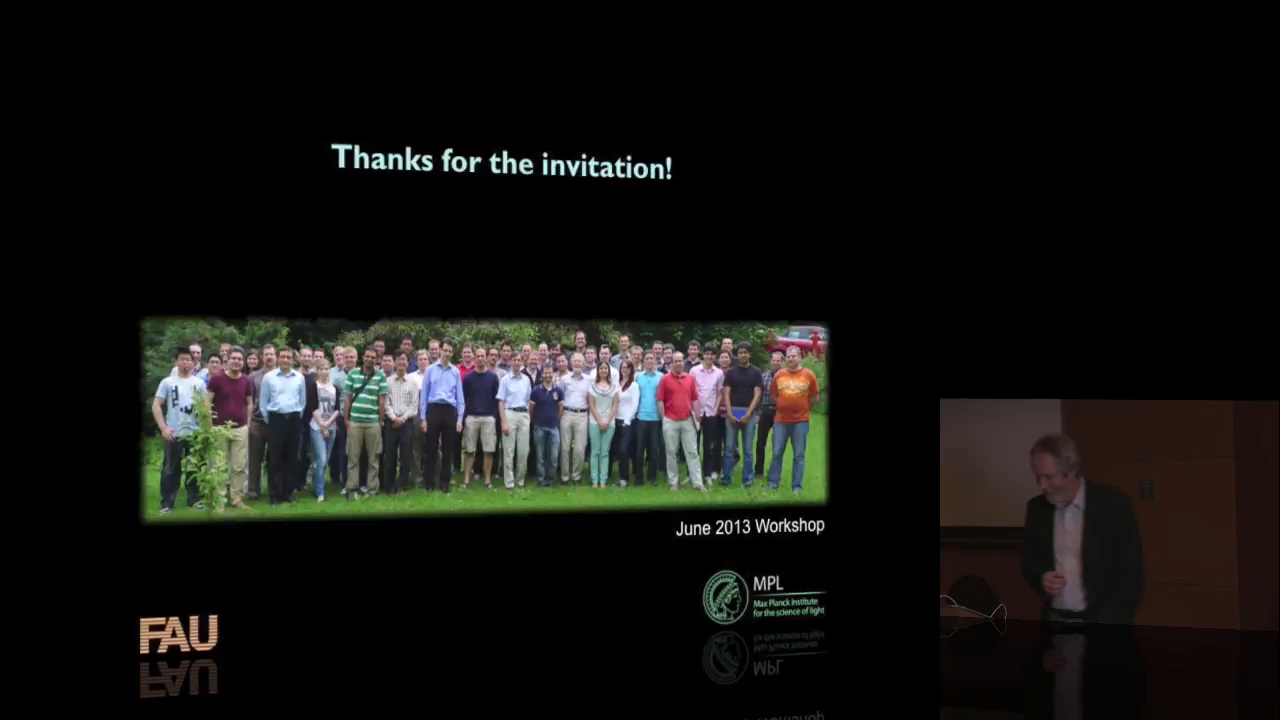 Thanks for the invitation!
June 2013 Workshop
MPL
Max Planck Institute
for the science of light
FAU